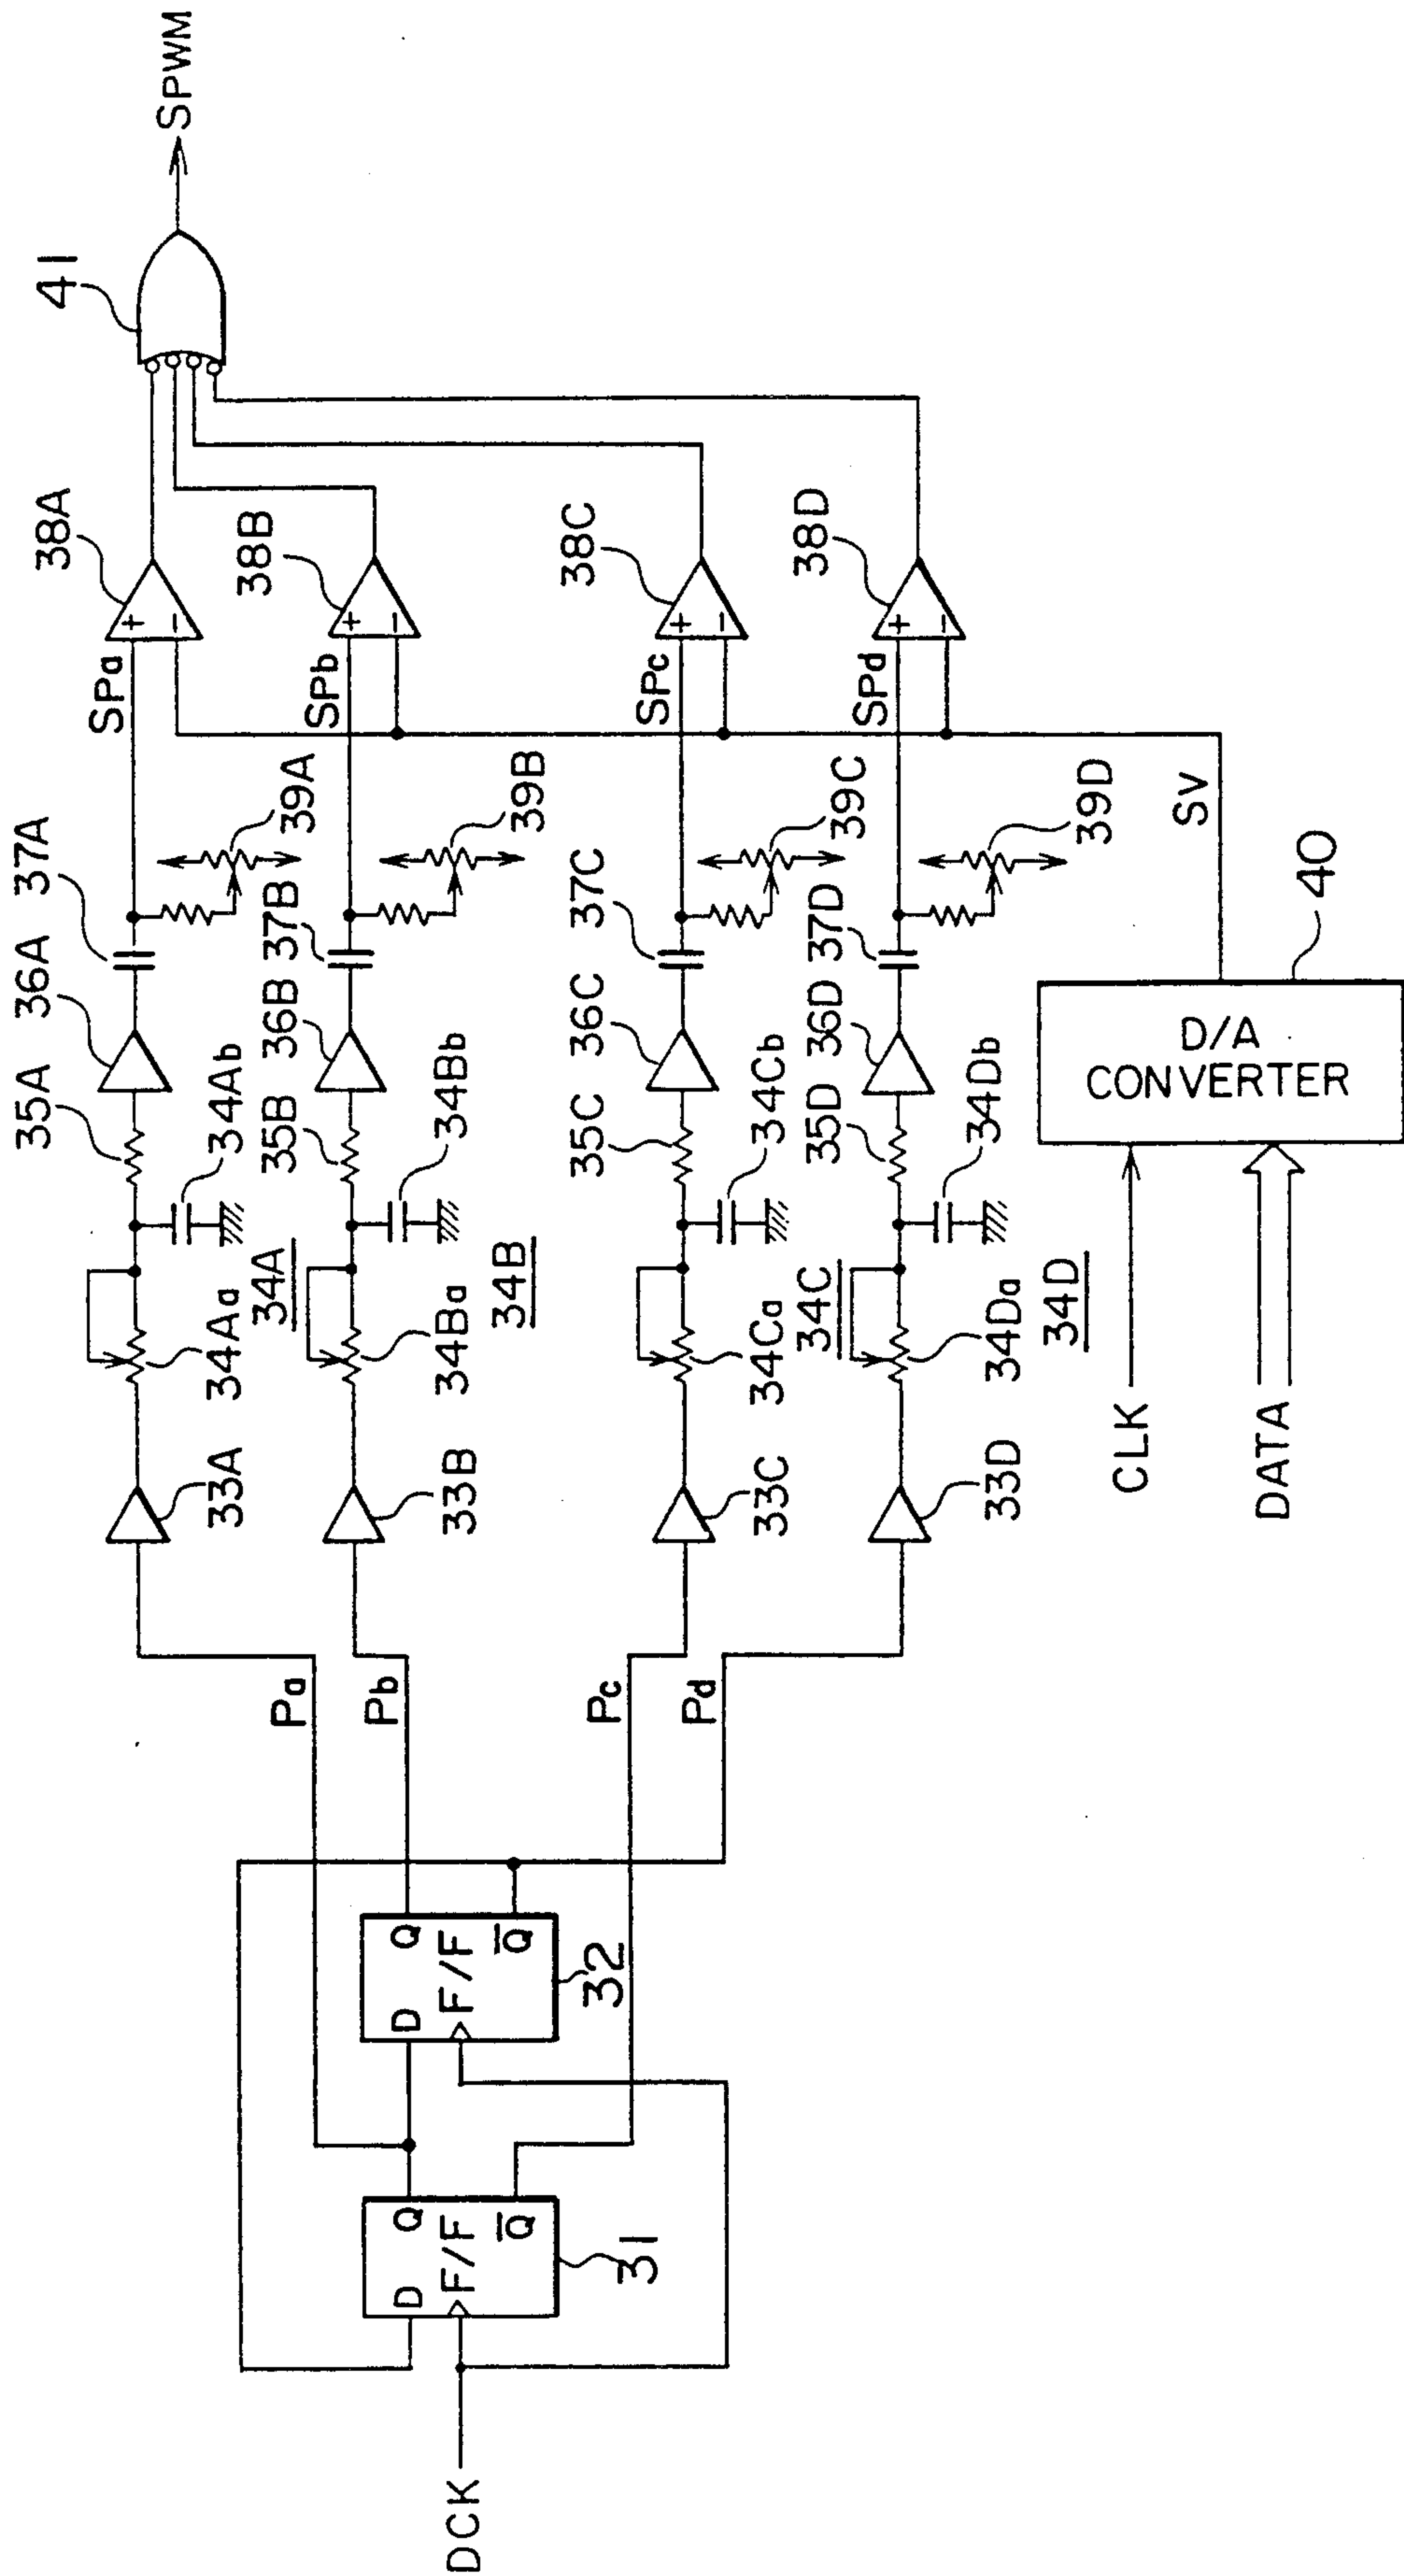 DCK
D
Q
F/F
Q̅
31
D
Q
F/F
Q̅
32
Pa
Pb
Pc
Pd
33A
33B
33C
33D
34Aa
34A
34Ab
34Ba
34B
34Bb
34Ca
34C
34Cb
34Da
34D
34Db
35A
35B
35C
35D
36A
36B
36C
36D
37A
37B
37C
37D
39A
39B
39C
39D
SPa
SPb
SPc
SPd
+
−
+
−
+
−
+
−
38A
38B
38C
38D
41
SPWM
CLK
DATA
D/A
CONVERTER
40
SV